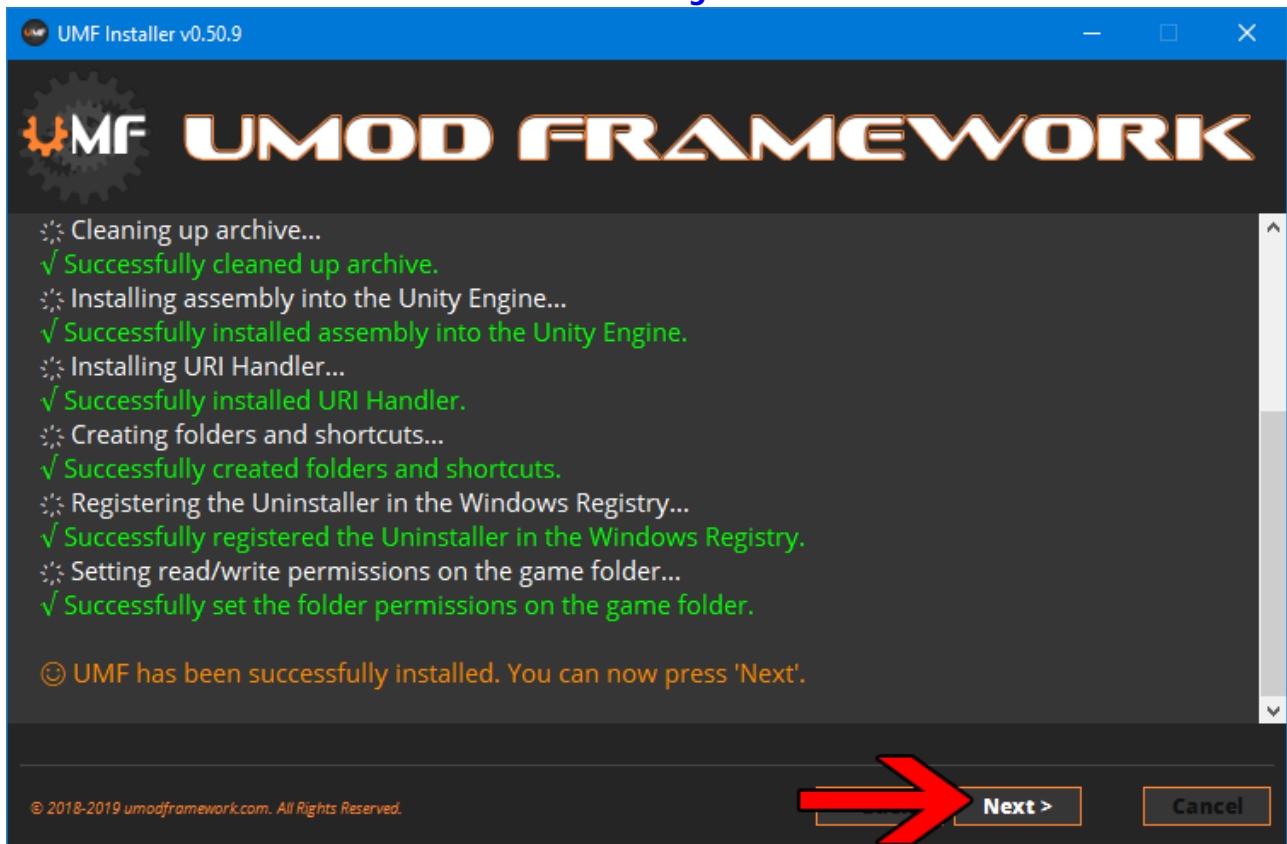 UMF Installer v0.50.9
UMF UMOD FRAMEWORK
Cleaning up archive...
√ Successfully cleaned up archive.
Installing assembly into the Unity Engine...
√ Successfully installed assembly into the Unity Engine.
Installing URI Handler...
√ Successfully installed URI Handler.
Creating folders and shortcuts...
√ Successfully created folders and shortcuts.
Registering the Uninstaller in the Windows Registry...
√ Successfully registered the Uninstaller in the Windows Registry.
Setting read/write permissions on the game folder...
√ Successfully set the folder permissions on the game folder.
☺ UMF has been successfully installed. You can now press 'Next'.
© 2018-2019 umodframework.com. All Rights Reserved.
Next >
Cancel